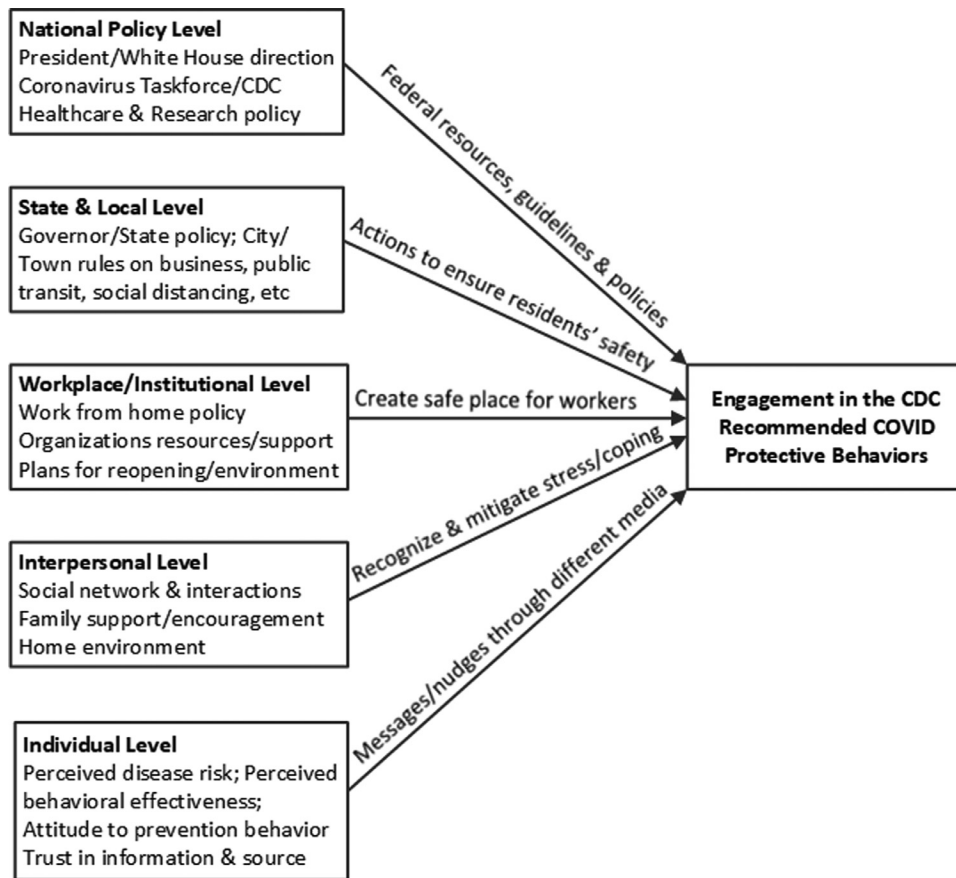 National Policy Level
President/White House direction
Coronavirus Taskforce/CDC
Healthcare & Research policy
Federal resources, guidelines & policies
State & Local Level
Governor/State policy; City/
Town rules on business, public
transit, social distancing, etc
Actions to ensure residents' safety
Workplace/Institutional Level
Work from home policy
Organizations resources/support
Plans for reopening/environment
Create safe place for workers
Engagement in the CDC
Recommended COVID
Protective Behaviors
Interpersonal Level
Social network & interactions
Family support/encouragement
Home environment
Recognize & mitigate stress/coping
Individual Level
Perceived disease risk; Perceived
behavioral effectiveness;
Attitude to prevention behavior
Trust in information & source
Messages/nudges through different media